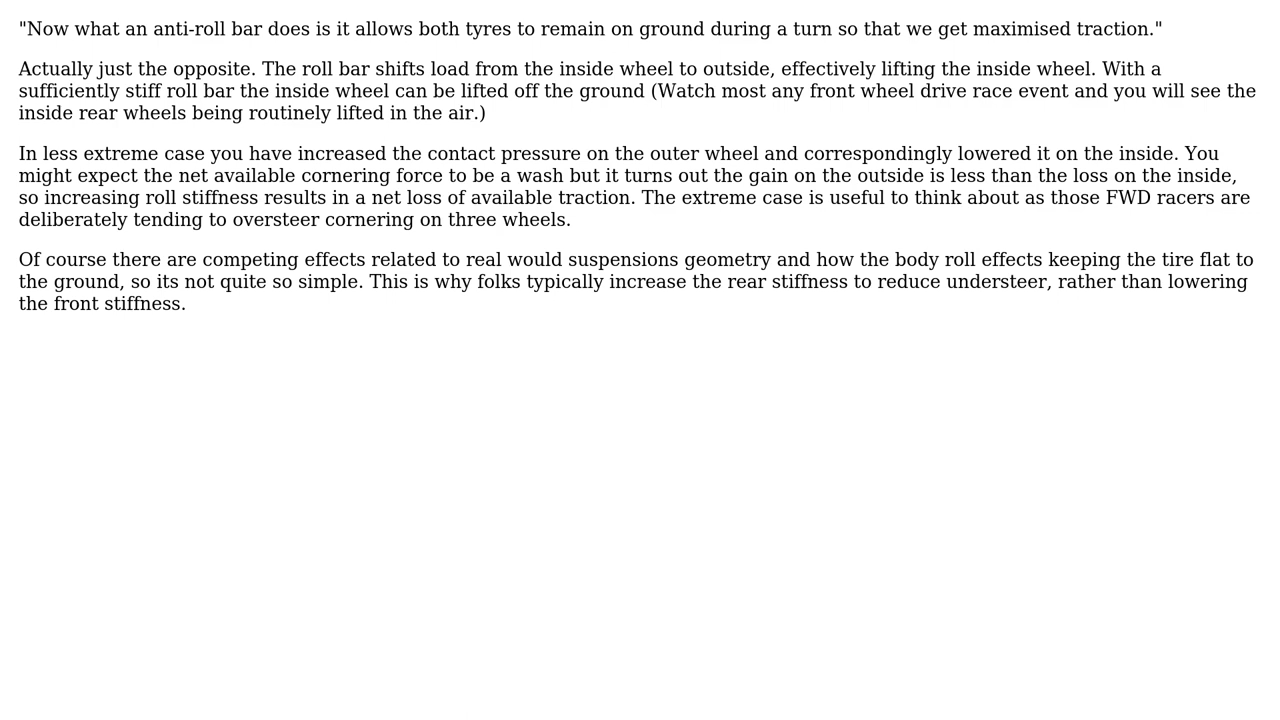 "Now what an anti-roll bar does is it allows both tyres to remain on ground during a turn so that we get maximised traction."
Actually just the opposite. The roll bar shifts load from the inside wheel to outside, effectively lifting the inside wheel. With a
sufficiently stiff roll bar the inside wheel can be lifted off the ground (Watch most any front wheel drive race event and you will see the
inside rear wheels being routinely lifted in the air.)
In less extreme case you have increased the contact pressure on the outer wheel and correspondingly lowered it on the inside. You
might expect the net available cornering force to be a wash but it turns out the gain on the outside is less than the loss on the inside,
so increasing roll stiffness results in a net loss of available traction. The extreme case is useful to think about as those FWD racers are
deliberately tending to oversteer cornering on three wheels.
Of course there are competing effects related to real would suspensions geometry and how the body roll effects keeping the tire flat to
the ground, so its not quite so simple. This is why folks typically increase the rear stiffness to reduce understeer, rather than lowering
the front stiffness.